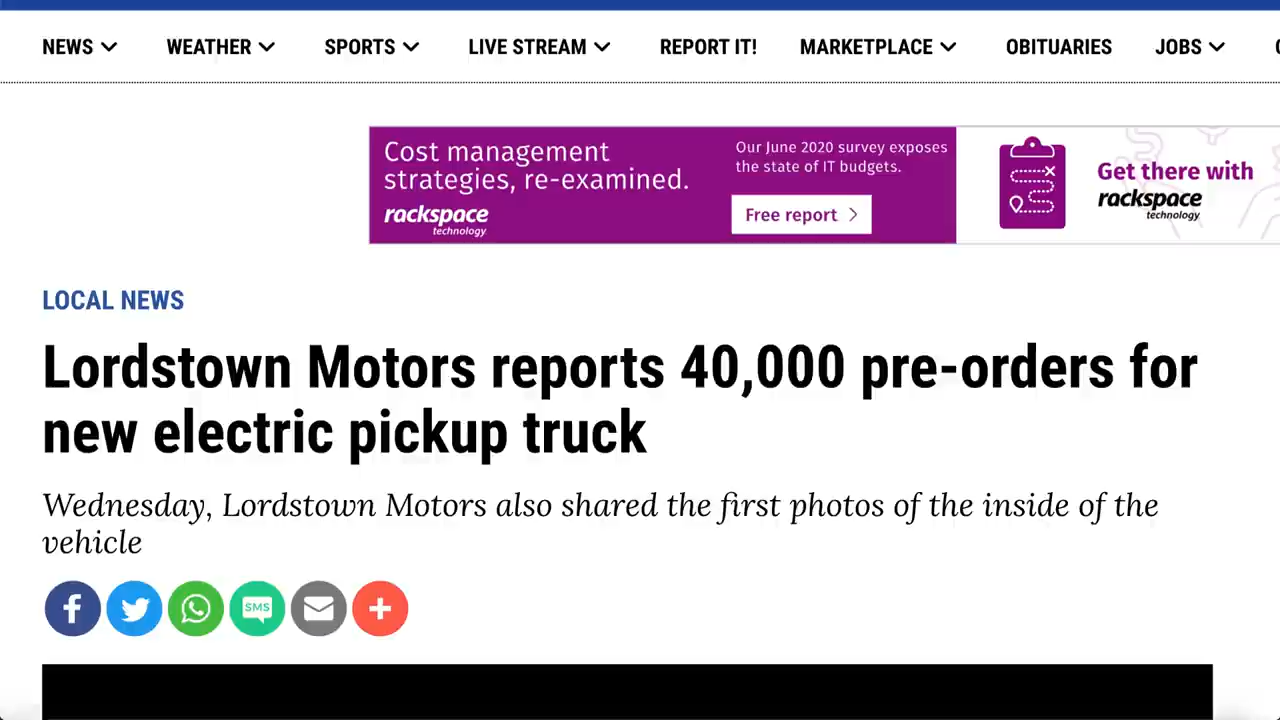 NEWS WEATHER SPORTS LIVE STREAM REPORT IT! MARKETPLACE OBITUARIES JOBS
Cost management
strategies, re-examined.
rackspace
technology
Our June 2020 survey exposes
the state of IT budgets.
Free report
Get there with
rackspace
technology
LOCAL NEWS
Lordstown Motors reports 40,000 pre-orders for
new electric pickup truck
Wednesday, Lordstown Motors also shared the first photos of the inside of the
vehicle
SMS